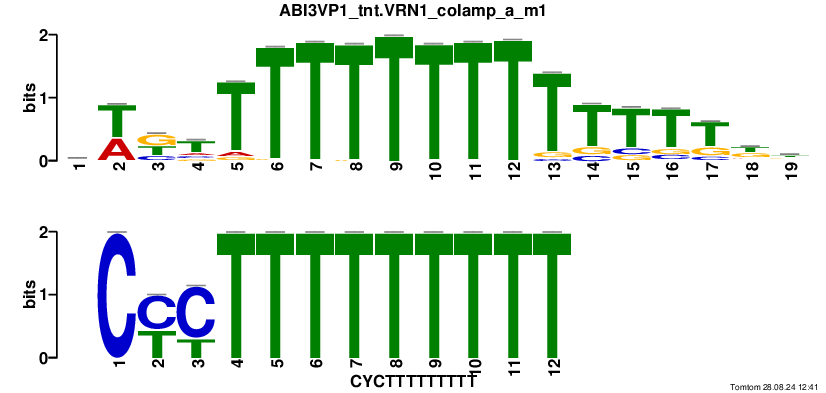 ABI3VP1_tnt.VRN1_colamp_a_m1
2
1
0
bits
1 2 3 4 5 6 7 8 9 10 11 12 13 14 15 16 17 18 19
2
1
0
bits
CCCTTTTTTTTT
TT
1 2 3 4 5 6 7 8 9 10 11 12
CYCTTTTTTTTT
Tomtom 28.08.24 12:41